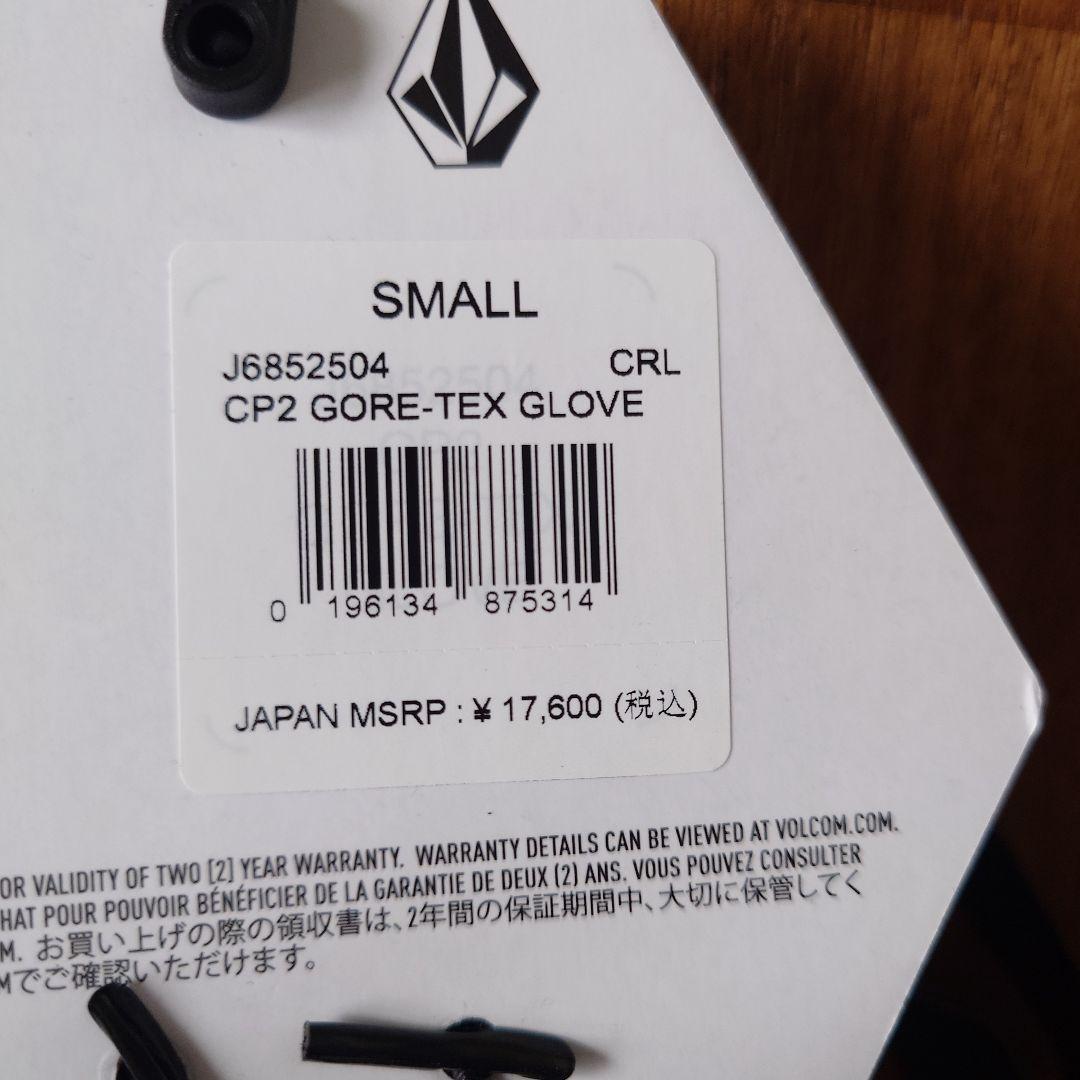 SMALL
J6852504 CRL
CP2 GORE-TEX GLOVE
0 196134 875314
JAPAN MSRP : ¥ 17,600 (税込)
OR VALIDITY OF TWO [2] YEAR WARRANTY. WARRANTY DETAILS CAN BE VIEWED AT VOLCOM.COM.
HAT POUR POUVOIR BÉNÉFICIER DE LA GARANTIE DE DEUX (2) ANS. VOUS POUVEZ CONSULTER
M. お買い上げの際の領収書は、2年間の保証期間中、大切に保管してく
Mでご確認いただけます。